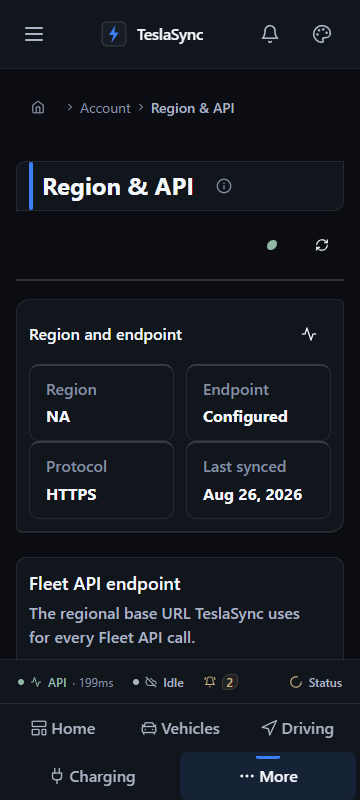 TeslaSync
Account
Region & API
Region & API
Region and endpoint
Region
NA
Endpoint
Configured
Protocol
HTTPS
Last synced
Aug 26, 2026
Fleet API endpoint
The regional base URL TeslaSync uses
for every Fleet API call.
API · 199ms
Idle
2
Status
Home
Vehicles
Driving
Charging
More